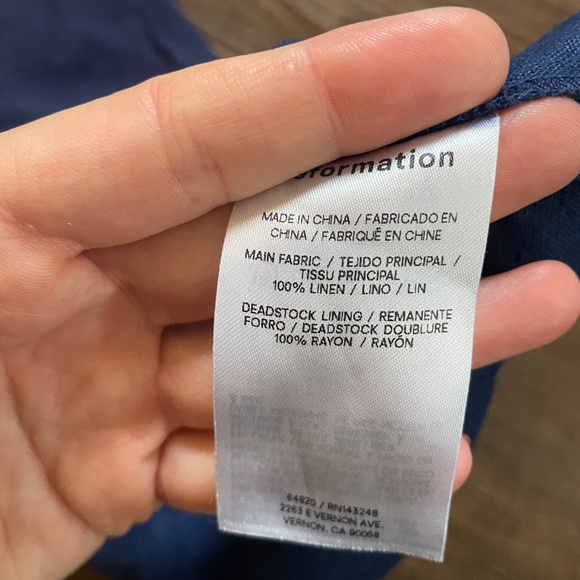 formation
MADE IN CHINA / FABRICADO EN
CHINA / FABRIQUÉ EN CHINE
MAIN FABRIC / TEJIDO PRINCIPAL /
TISSU PRINCIPAL
100% LINEN / LINO / LIN
DEADSTOCK LINING / REMANENTE
FORRO / DEADSTOCK DOUBLURE
100% RAYON / RAYÓN
64820 / RN143248
2263 E VERNON AVE.
VERNON, CA 90058